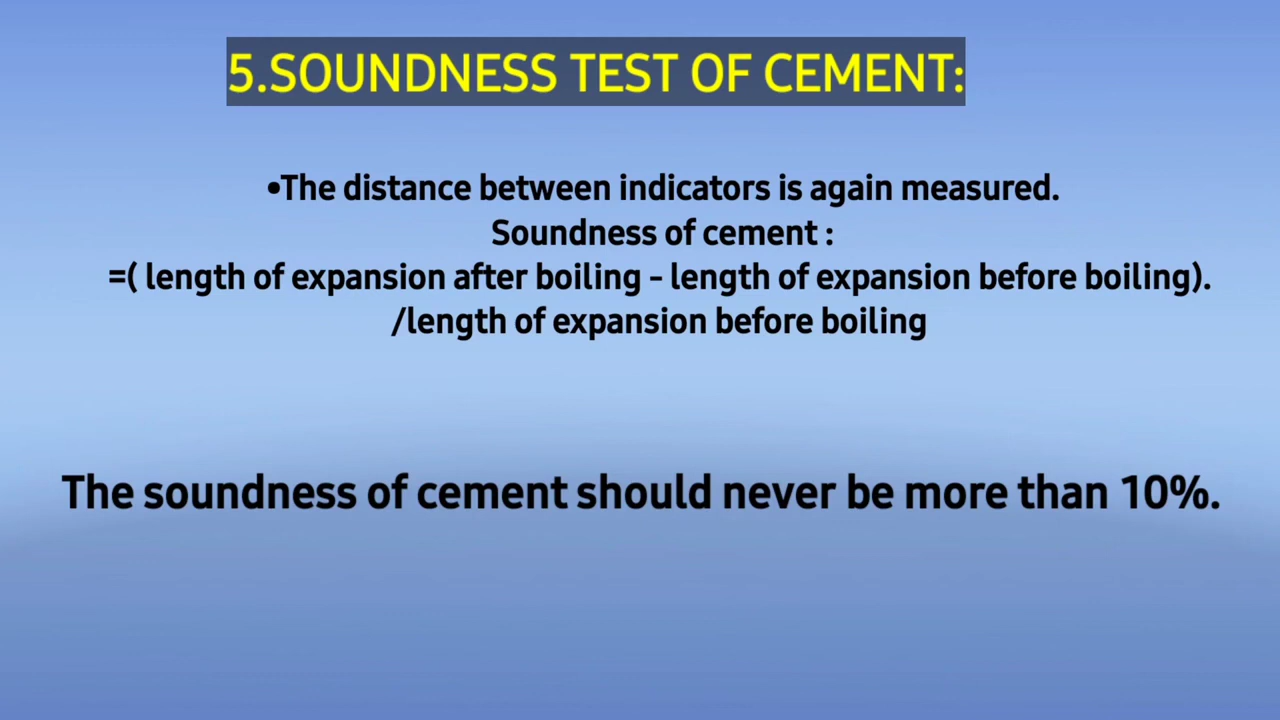 5.SOUNDNESS TEST OF CEMENT:
•The distance between indicators is again measured.
Soundness of cement :
=( length of expansion after boiling - length of expansion before boiling).
/length of expansion before boiling
The soundness of cement should never be more than 10%.